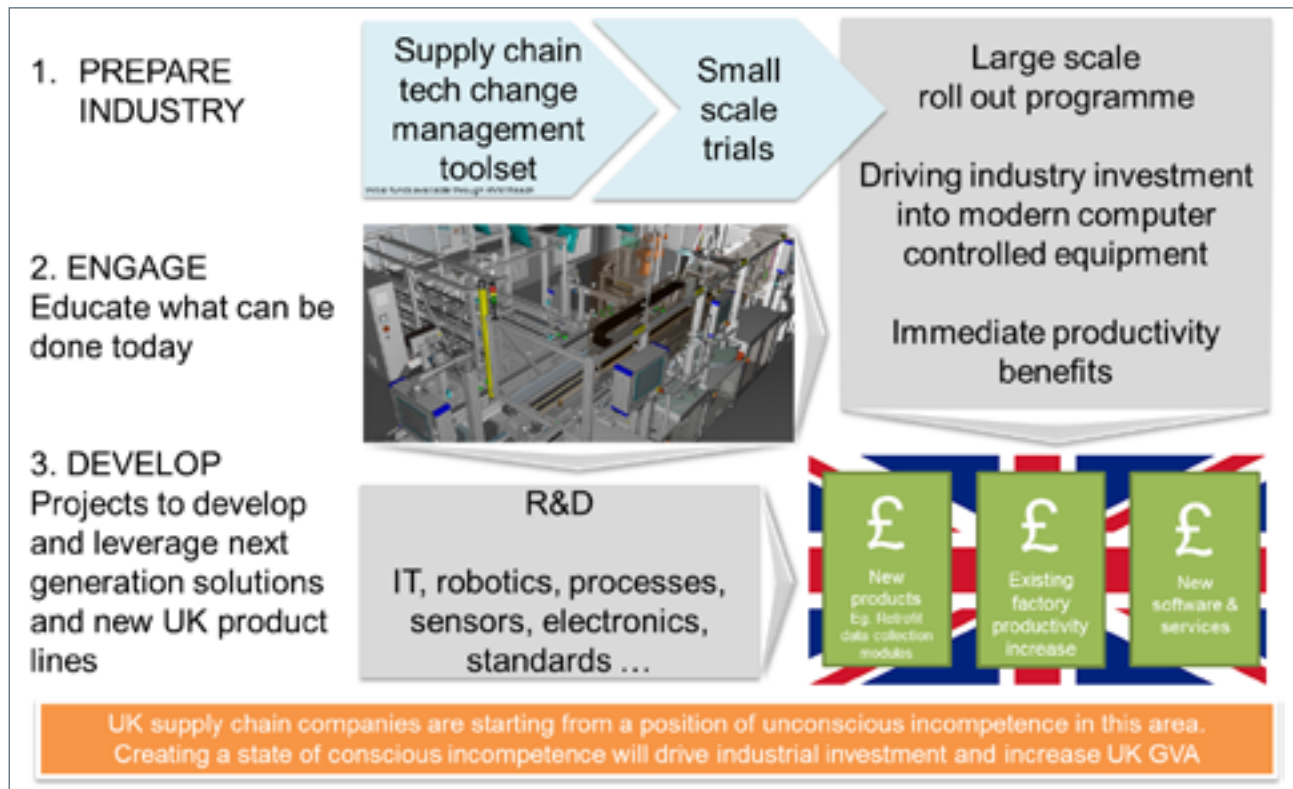 1. PREPARE
INDUSTRY
Supply chain
tech change
management
toolset
Initial funds available through
Small
scale
trials
Large scale
roll out programme
Driving industry investment
into modern computer
controlled equipment
Immediate productivity
benefits
2. ENGAGE
Educate what can be
done today
3. DEVELOP
Projects to develop
and leverage next
generation solutions
and new UK product
lines
R&D
IT, robotics, processes,
sensors, electronics,
standards ...
£
New
products
Eg. Retrofit
data collection
modules
£
Existing
factory
productivity
increase
£
New
software &
services
UK supply chain companies are starting from a position of unconscious incompetence in this area.
Creating a state of conscious incompetence will drive industrial investment and increase UK GVA